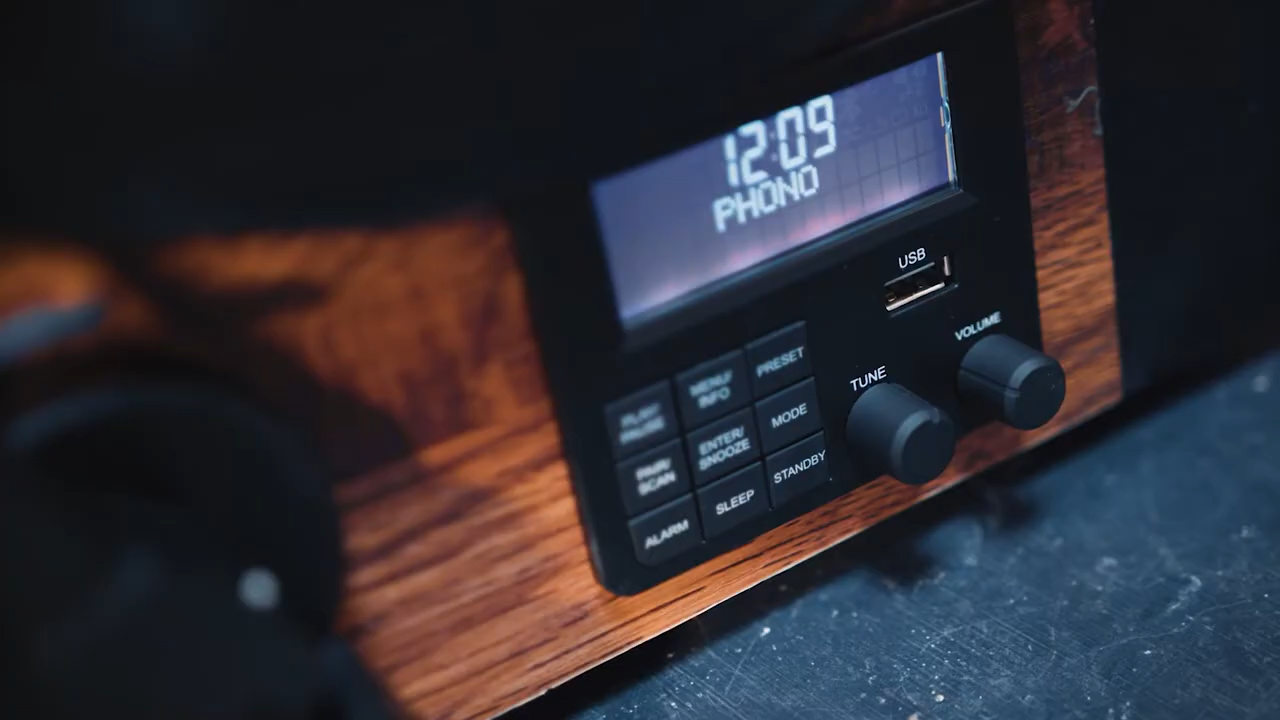 12:09
PHONO
USB
VOLUME
TUNE
PLAY/
PAUSE
MENU/
INFO
PRESET
PAIR/
SCAN
ENTER/
SNOOZE
MODE
ALARM
SLEEP
STANDBY